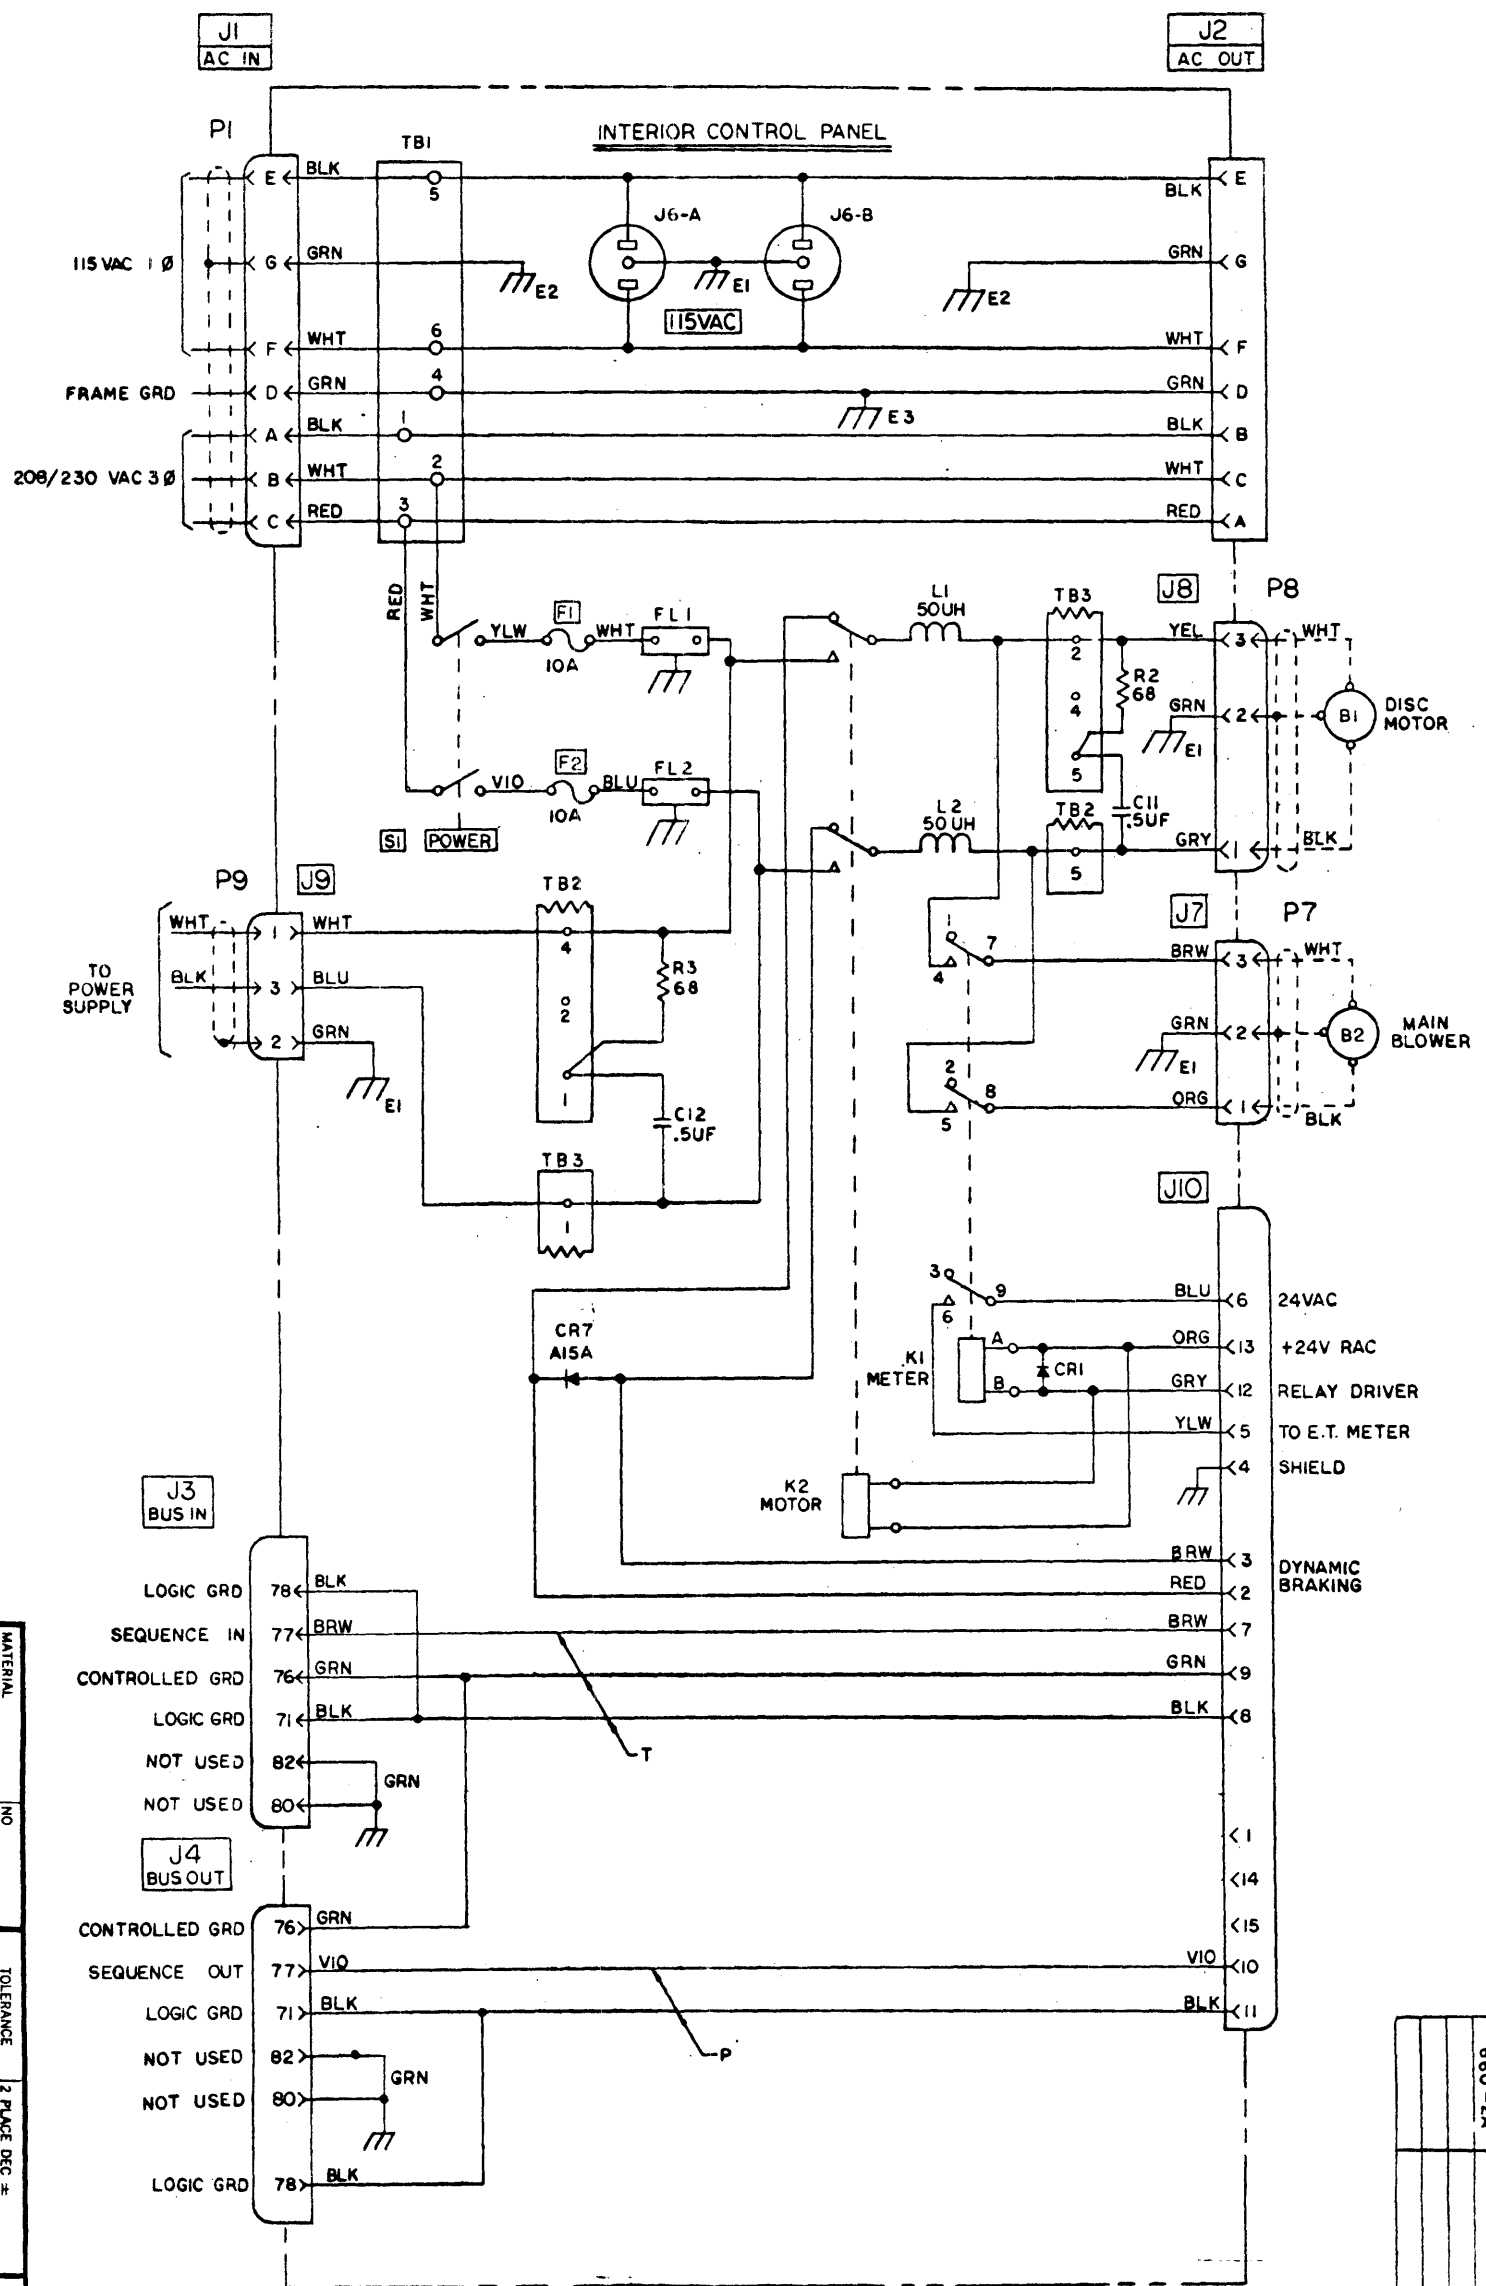 J1
AC IN
J2
AC OUT
INTERIOR CONTROL PANEL
P1
TB1
E BLK 5 BLK E
J6-A J6-B
115 VAC 1 Ø G GRN E2 E1 E2 GRN G
115VAC
F WHT 6 WHT F
FRAME GRD D GRN 4 E3 GRN D
A BLK 1 BLK B
208/230 VAC 3 Ø B WHT 2 WHT C
C RED 3 RED A
RED WHT
YLW F1 10A WHT FL1
VIO F2 10A BLU FL2
S1 POWER
L1
50UH
TB3
2
4
5
R2
68
C11
.5UF
L2
50UH
TB2
5
J8 P8
YEL 3 WHT
GRN 2 E1
GRY 1 BLK
B1 DISC
MOTOR
J7 P7
1 4 7 BRW 3 WHT
GRN 2 E1
2 5 8 ORG 1 BLK
B2 MAIN
BLOWER
P9 J9
TO
POWER
SUPPLY
WHT 1 WHT
BLK 3 BLU
2 GRN E1
TB2
4
2
1
R3
68
C12
.5UF
TB3
1
CR7
A15A
J10
3 6 9 BLU 6 24VAC
K1
METER
A CR1 ORG 13 +24V RAC
B GRY 12 RELAY DRIVER
YLW 5 TO E.T. METER
4 SHIELD
K2
MOTOR
BRW 3
RED 2
DYNAMIC
BRAKING
BRW 7
GRN 9
BLK 8
1
14
15
VIO 10
BLK 11
J3
BUS IN
LOGIC GRD 78 BLK
SEQUENCE IN 77 BRW
CONTROLLED GRD 76 GRN
LOGIC GRD 71 BLK
T
NOT USED 82
GRN
NOT USED 80
J4
BUS OUT
CONTROLLED GRD 76 GRN
SEQUENCE OUT 77 VIO
LOGIC GRD 71 BLK
P
NOT USED 82
GRN
NOT USED 80
LOGIC GRD 78 BLK
MATERIAL
NO
TOLERANCE
2 PLACE DEC ±